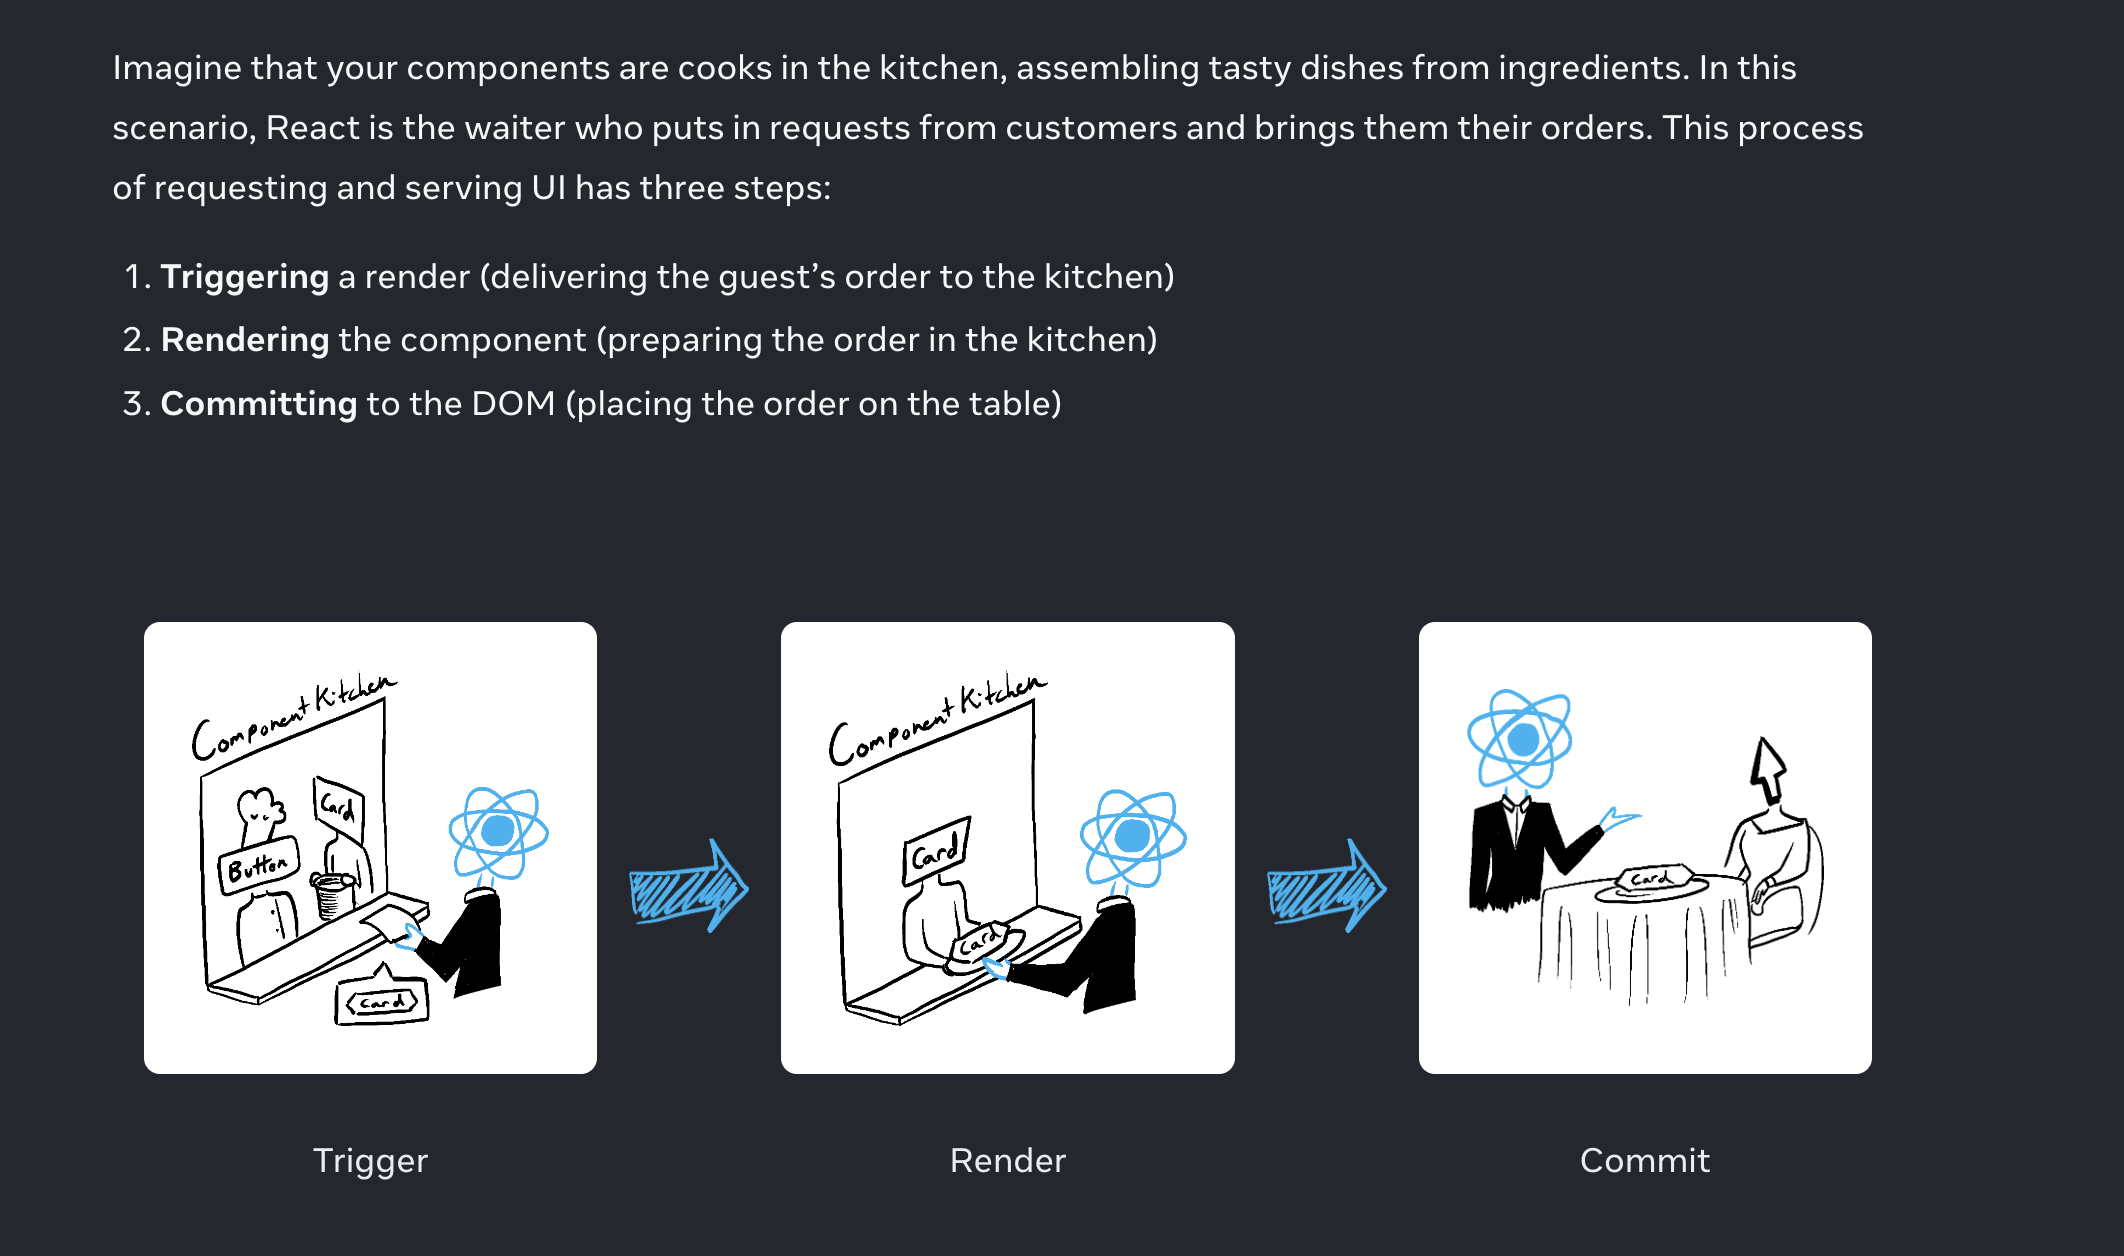 Imagine that your components are cooks in the kitchen, assembling tasty dishes from ingredients. In this
scenario, React is the waiter who puts in requests from customers and brings them their orders. This process
of requesting and serving UI has three steps:
1. Triggering a render (delivering the guest’s order to the kitchen)
2. Rendering the component (preparing the order in the kitchen)
3. Committing to the DOM (placing the order on the table)
Component Kitchen
Card
Button
Card
Component Kitchen
Card
Card
Card
Trigger
Render
Commit